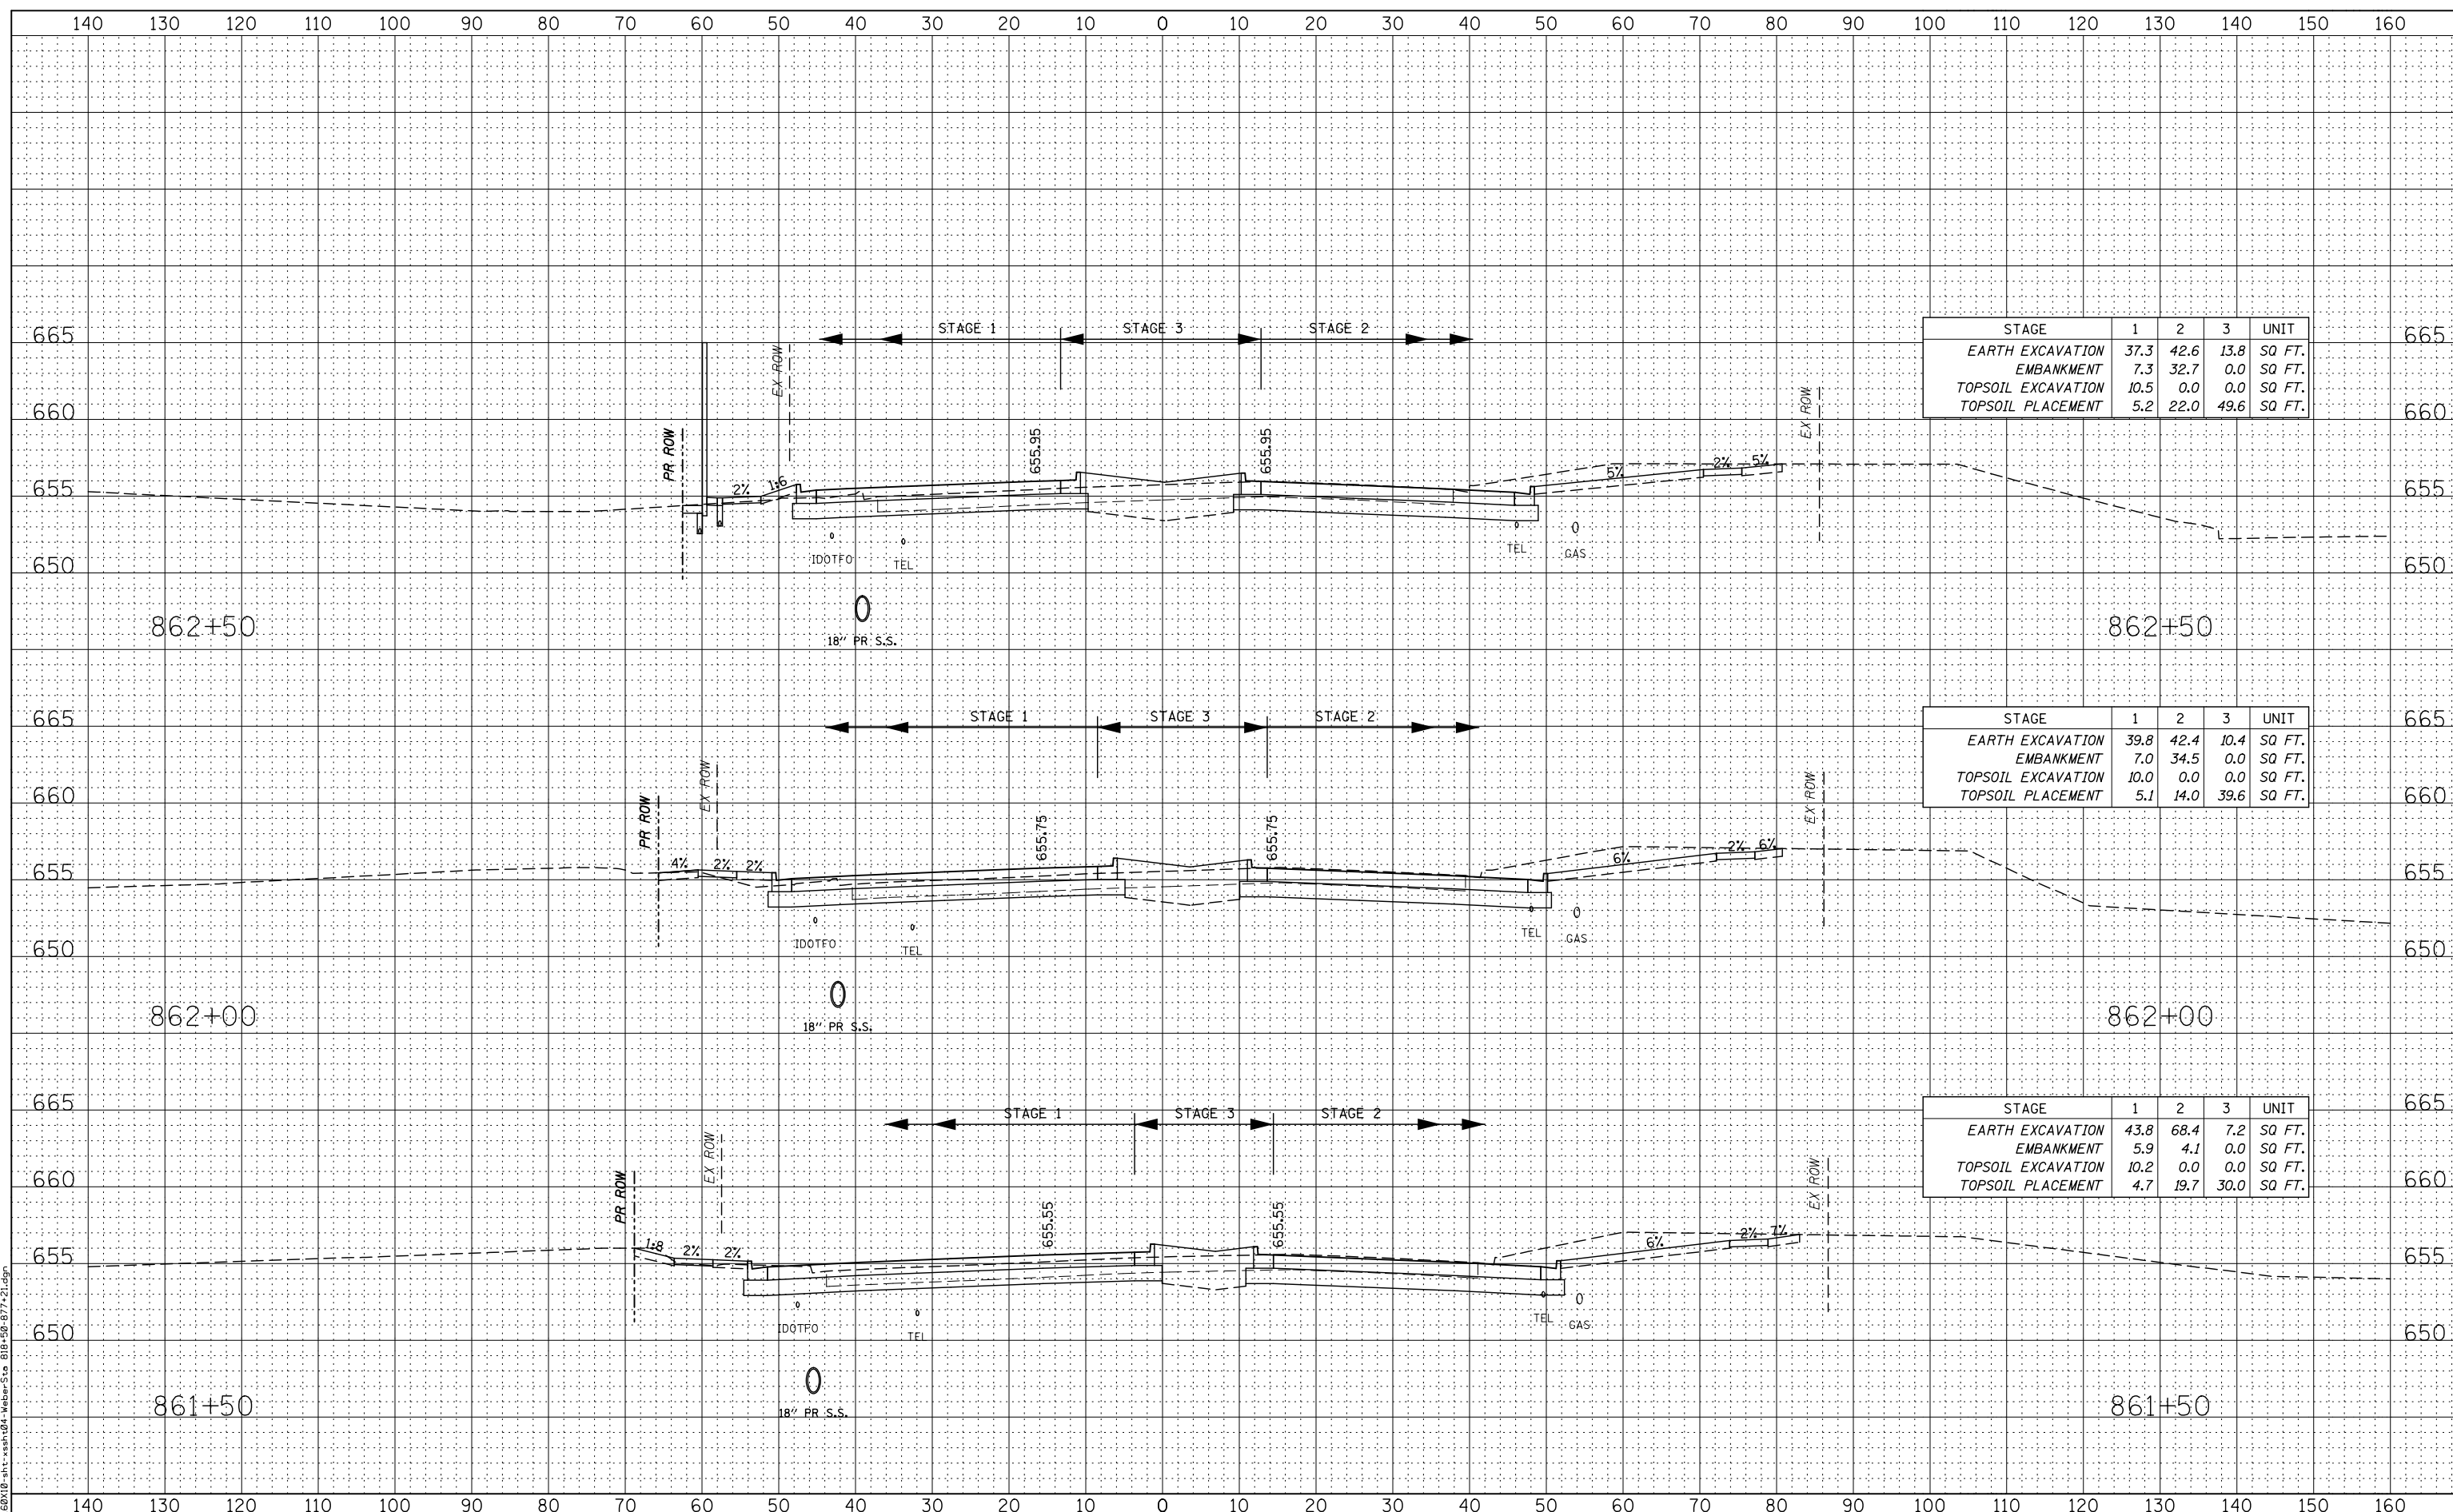 140 130 120 110 100 90 80 70 60 50 40 30 20 10 0 10 20 30 40 50 60 70 80 90 100 110 120 130 140 150 160
STAGE 1 STAGE 3 STAGE 2
665 665
EX ROW
PR ROW
655.95 655.95
EX ROW
660 660
STAGE 1 2 3 UNIT
EARTH EXCAVATION 37.3 42.6 13.8 SQ FT.
EMBANKMENT 7.3 32.7 0.0 SQ FT.
TOPSOIL EXCAVATION 10.5 0.0 0.0 SQ FT.
TOPSOIL PLACEMENT 5.2 22.0 49.6 SQ FT.
2% 1:6 5% 2% 5%
655 655
IDOTFO TEL TEL GAS
650 650
862+50 862+50
18" PR S.S.
STAGE 1 STAGE 3 STAGE 2
665 665
STAGE 1 2 3 UNIT
EARTH EXCAVATION 39.8 42.4 10.4 SQ FT.
EMBANKMENT 7.0 34.5 0.0 SQ FT.
TOPSOIL EXCAVATION 10.0 0.0 0.0 SQ FT.
TOPSOIL PLACEMENT 5.1 14.0 39.6 SQ FT.
PR ROW
EX ROW
655.75 655.75
EX ROW
660 660
4% 2% 2% 6% 2% 6%
655 655
IDOTFO TEL TEL GAS
650 650
862+00 862+00
18" PR S.S.
STAGE 1 STAGE 3 STAGE 2
665 665
STAGE 1 2 3 UNIT
EARTH EXCAVATION 43.8 68.4 7.2 SQ FT.
EMBANKMENT 5.9 4.1 0.0 SQ FT.
TOPSOIL EXCAVATION 10.2 0.0 0.0 SQ FT.
TOPSOIL PLACEMENT 4.7 19.7 30.0 SQ FT.
PR ROW
EX ROW
655.55 655.55
EX ROW
660 660
1:8 2% 2% 6% 2% 7%
655 655
IDOTFO TEL TEL GAS
650 650
861+50 861+50
18" PR S.S.
60X10-sht-xssht04-WeberSta 818+50-877+21.dgn
140 130 120 110 100 90 80 70 60 50 40 30 20 10 0 10 20 30 40 50 60 70 80 90 100 110 120 130 140 150 160